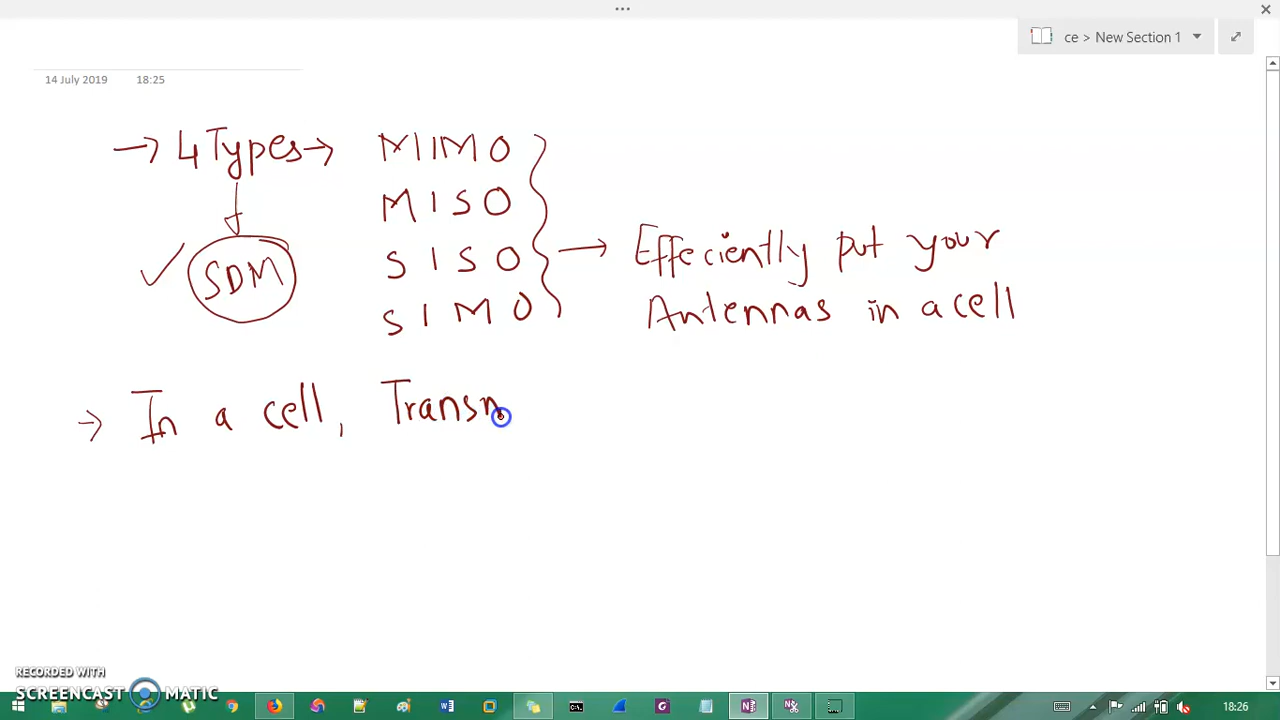 ce > New Section 1
14 July 2019 18:25
→ 4 Types → MIMO
MISO
SDM
SISO
SIMO
→ Effeciently put your
Antennas in a cell
→ In a cell, Transm
RECORDED WITH
SCREENCAST MATIC
18:26